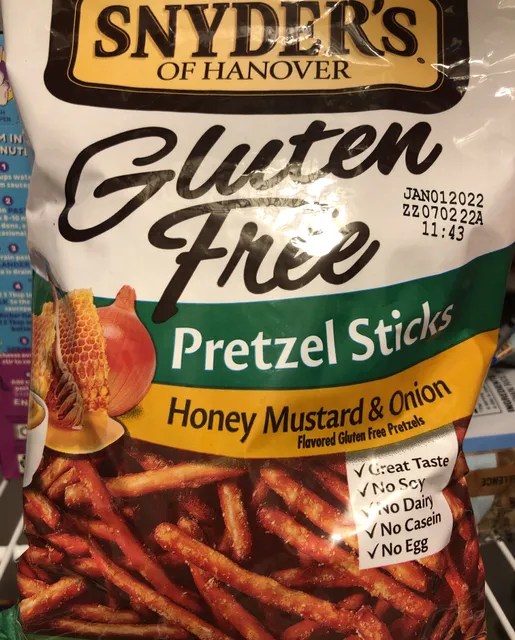 SNYDER'S
OF HANOVER
Gluten
Free
JAN012022
ZZ070222A
11:43
Pretzel Sticks
Honey Mustard & Onion
Flavored Gluten Free Pretzels
✓ Great Taste
✓ No Soy
✓ No Dairy
✓ No Casein
✓ No Egg